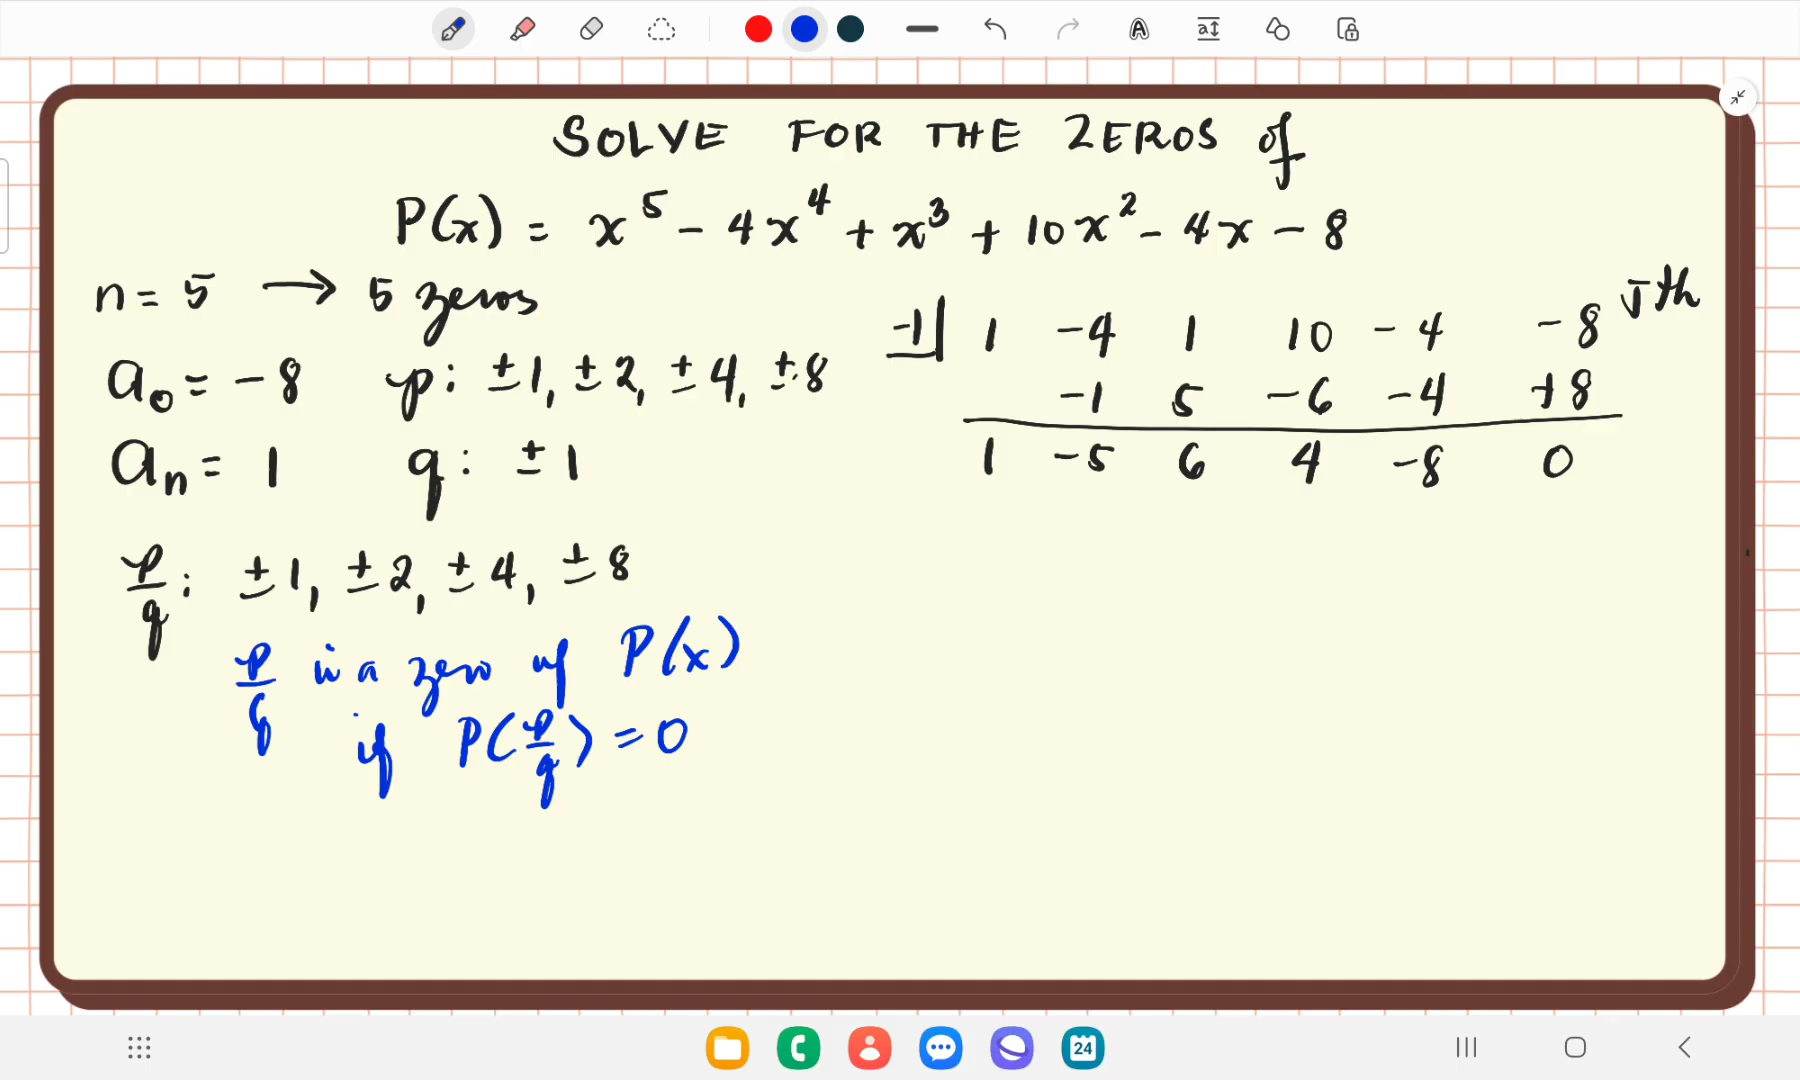 SOLVE FOR THE ZEROS of
P(x) = x⁵ - 4x⁴ + x³ + 10x² - 4x - 8
n = 5 → 5 zeros
a₀ = -8 p: ±1, ±2, ±4, ±8
aₙ = 1 q: ±1
p/q: ±1, ±2, ±4, ±8
p/q is a zero of P(x)
if P(p/q) = 0
-1| 1 -4 1 10 -4 -8
-1 5 -6 -4 +8
1 -5 6 4 -8 0
A
a
24